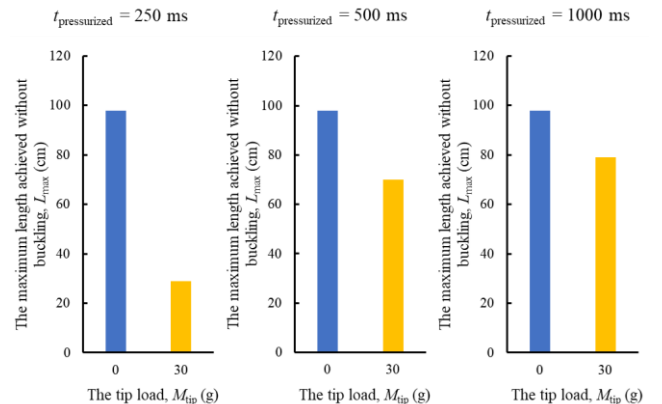 t_pressurized = 250 ms
The maximum length achieved without
buckling, L_max (cm)
120
100
80
60
40
20
0
0 30
The tip load, M_tip (g)
t_pressurized = 500 ms
The maximum length achieved without
buckling, L_max (cm)
120
100
80
60
40
20
0
0 30
The tip load, M_tip (g)
t_pressurized = 1000 ms
The maximum length achieved without
buckling, L_max (cm)
120
100
80
60
40
20
0
0 30
The tip load, M_tip (g)